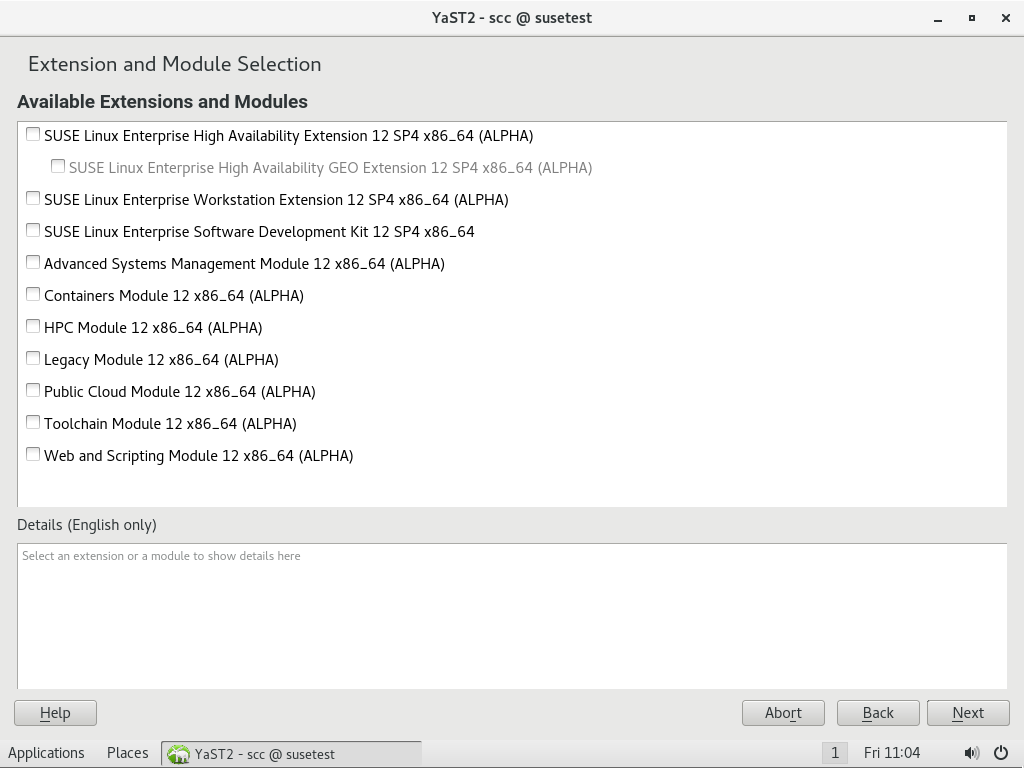 YaST2 - scc @ susetest
Extension and Module Selection
Available Extensions and Modules
SUSE Linux Enterprise High Availability Extension 12 SP4 x86_64 (ALPHA)
SUSE Linux Enterprise High Availability GEO Extension 12 SP4 x86_64 (ALPHA)
SUSE Linux Enterprise Workstation Extension 12 SP4 x86_64 (ALPHA)
SUSE Linux Enterprise Software Development Kit 12 SP4 x86_64
Advanced Systems Management Module 12 x86_64 (ALPHA)
Containers Module 12 x86_64 (ALPHA)
HPC Module 12 x86_64 (ALPHA)
Legacy Module 12 x86_64 (ALPHA)
Public Cloud Module 12 x86_64 (ALPHA)
Toolchain Module 12 x86_64 (ALPHA)
Web and Scripting Module 12 x86_64 (ALPHA)
Details (English only)
Select an extension or a module to show details here
Help Abort Back Next
Applications Places YaST2 - scc @ susetest 1 Fri 11:04